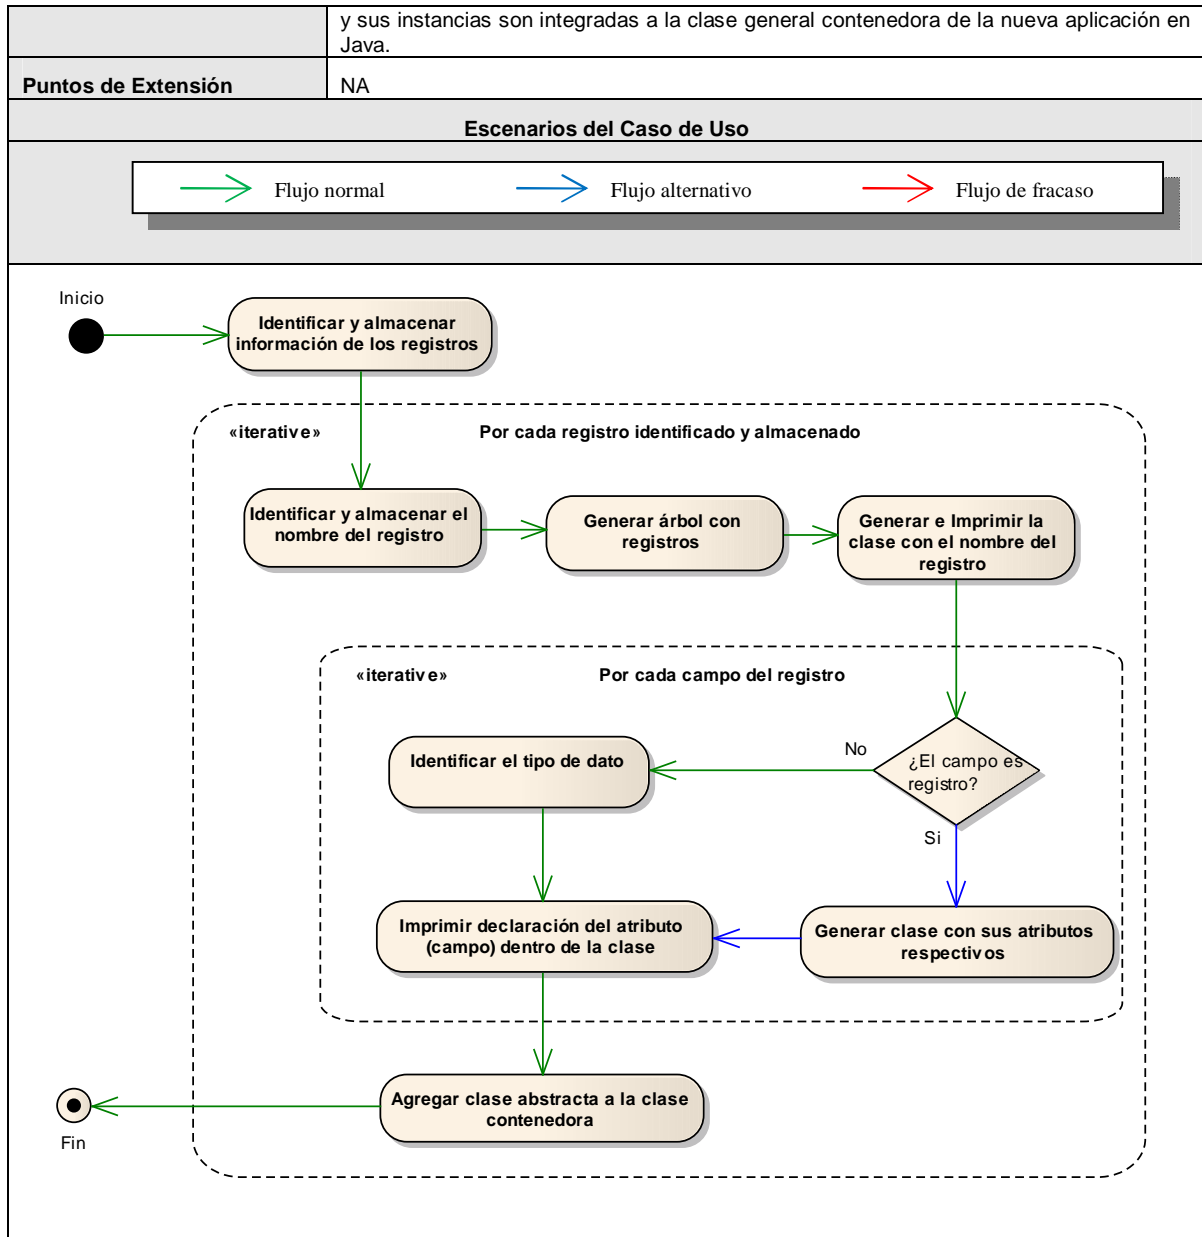 y sus instancias son integradas a la clase general contenedora de la nueva aplicación en
Java.
Puntos de Extensión
NA
Escenarios del Caso de Uso
Flujo normal
Flujo alternativo
Flujo de fracaso
Inicio
Identificar y almacenar
información de los registros
«iterative»
Por cada registro identificado y almacenado
Identificar y almacenar el
nombre del registro
Generar árbol con
registros
Generar e Imprimir la
clase con el nombre del
registro
«iterative»
Por cada campo del registro
Identificar el tipo de dato
No
¿El campo es
registro?
Si
Imprimir declaración del atributo
(campo) dentro de la clase
Generar clase con sus atributos
respectivos
Agregar clase abstracta a la clase
contenedora
Fin